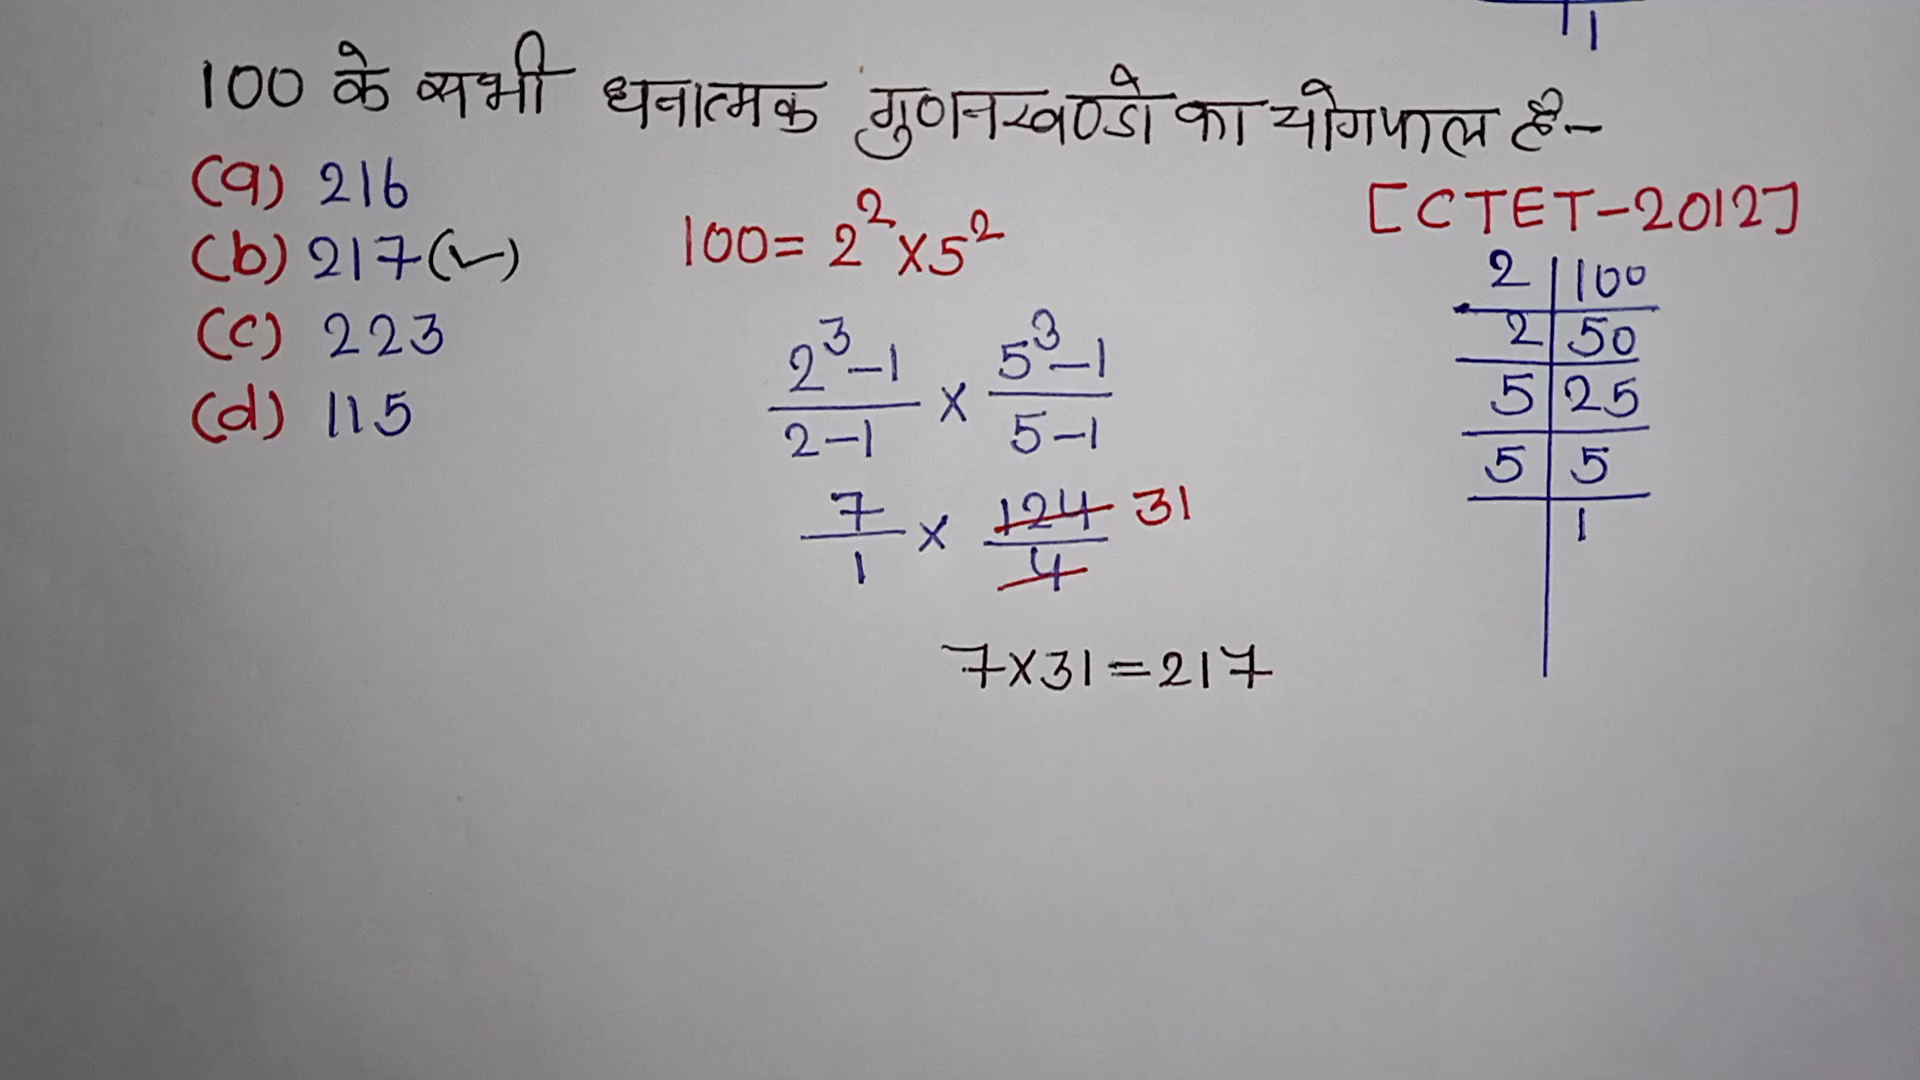 1
100 के सभी धनात्मक गुणनखण्डो का योगफल है-
(a) 216
(b) 217(✓)
(c) 223
(d) 115
[CTET-2012]
100= 2²×5²
2³-1/2-1 × 5³-1/5-1
7/1 × 124/4 31
7×31=217
2|100
2|50
5|25
5|5
1